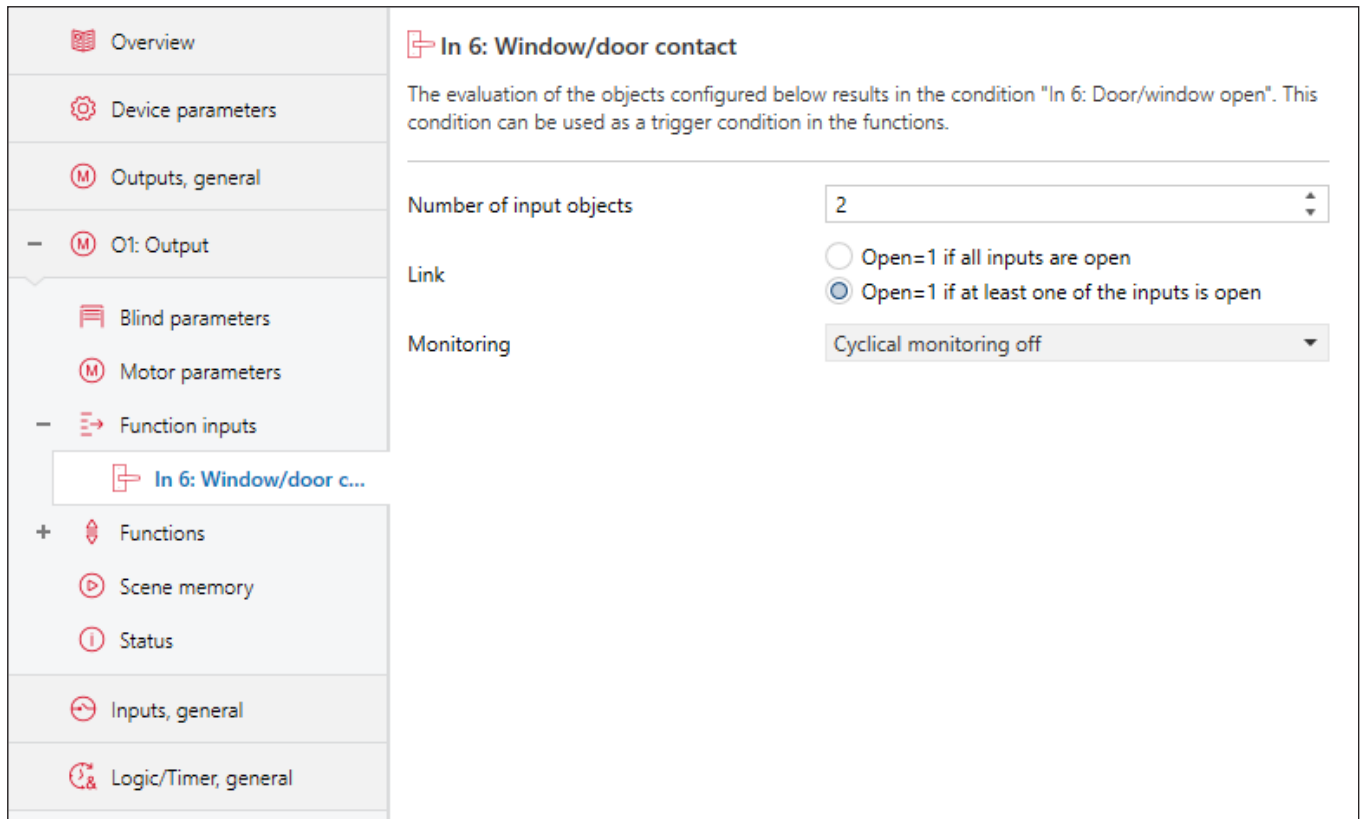 Overview
Device parameters
Outputs, general
O1: Output
Blind parameters
Motor parameters
Function inputs
In 6: Window/door c...
Functions
Scene memory
Status
Inputs, general
Logic/Timer, general
In 6: Window/door contact
The evaluation of the objects configured below results in the condition "In 6: Door/window open". This
condition can be used as a trigger condition in the functions.
Number of input objects
2
Link
Open=1 if all inputs are open
Open=1 if at least one of the inputs is open
Monitoring
Cyclical monitoring off